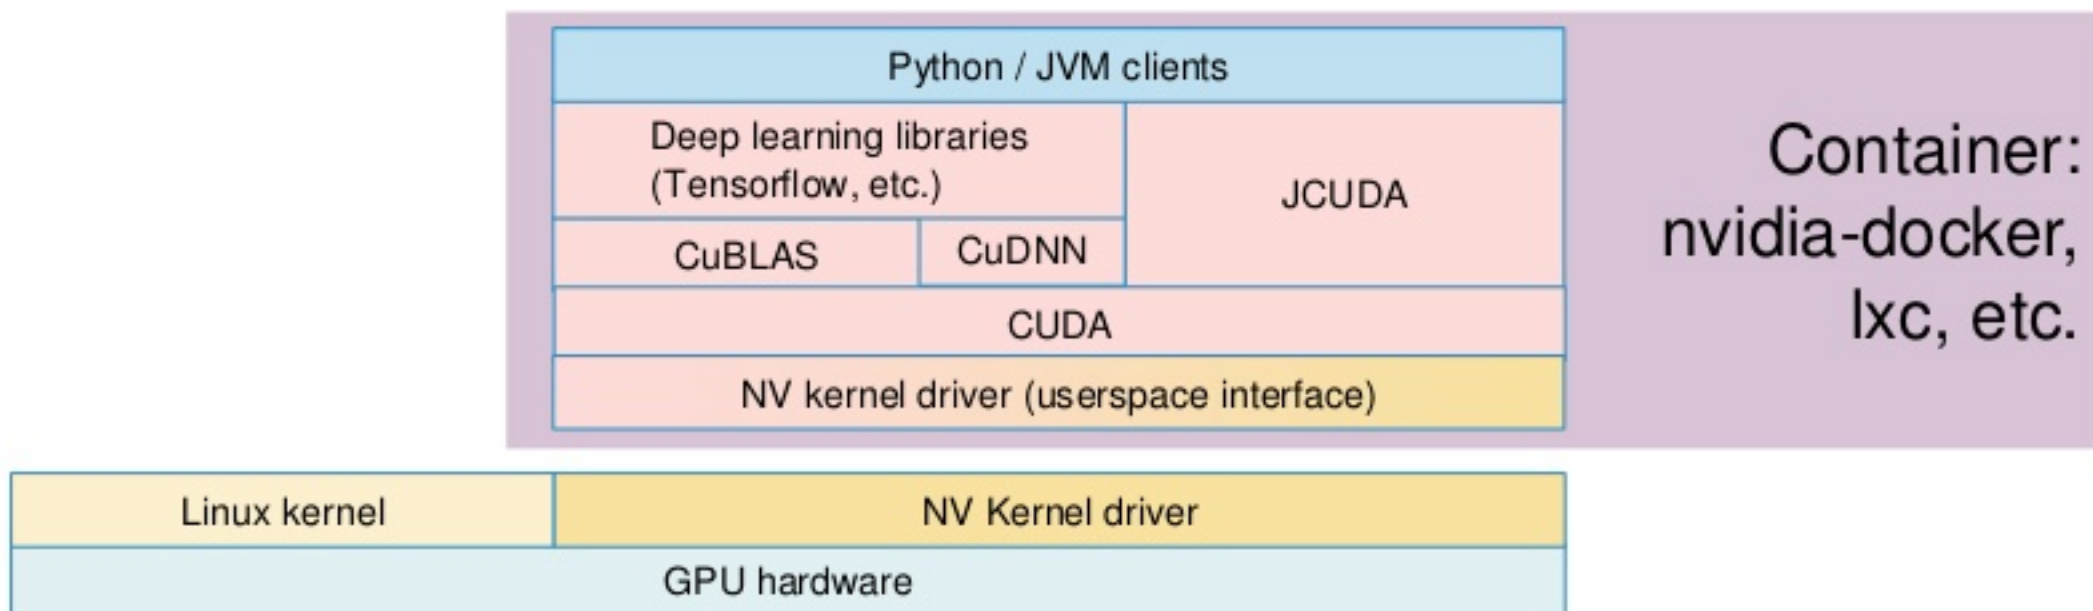 Python / JVM clients
Deep learning libraries
(Tensorflow, etc.)
JCUDA
CuBLAS
CuDNN
CUDA
NV kernel driver (userspace interface)
Container:
nvidia-docker,
lxc, etc.
Linux kernel
NV Kernel driver
GPU hardware